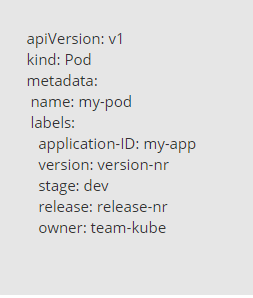 apiVersion: v1
kind: Pod
metadata:
 name: my-pod
 labels:
   application-ID: my-app
   version: version-nr
   stage: dev
   release: release-nr
   owner: team-kube